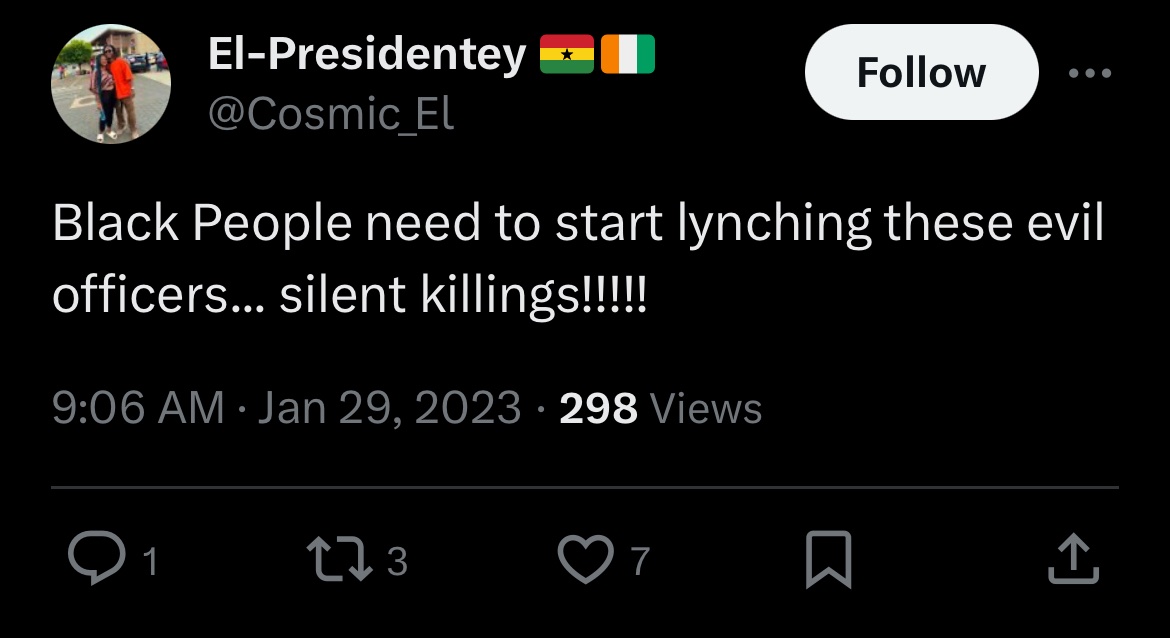 El-Presidentey 🇬🇭🇨🇮
Follow
@Cosmic_El
Black People need to start lynching these evil
officers... silent killings!!!!!
9:06 AM · Jan 29, 2023 · 298 Views
1 3 7